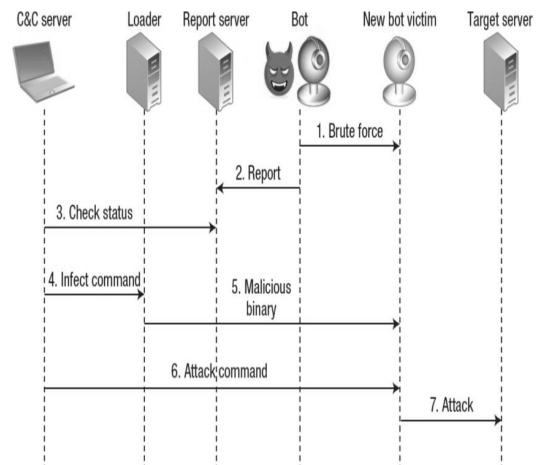 C&C server
Loader
Report server
Bot
New bot victim
Target server
1. Brute force
2. Report
3. Check status
4. Infect command
5. Malicious
binary
6. Attack command
7. Attack